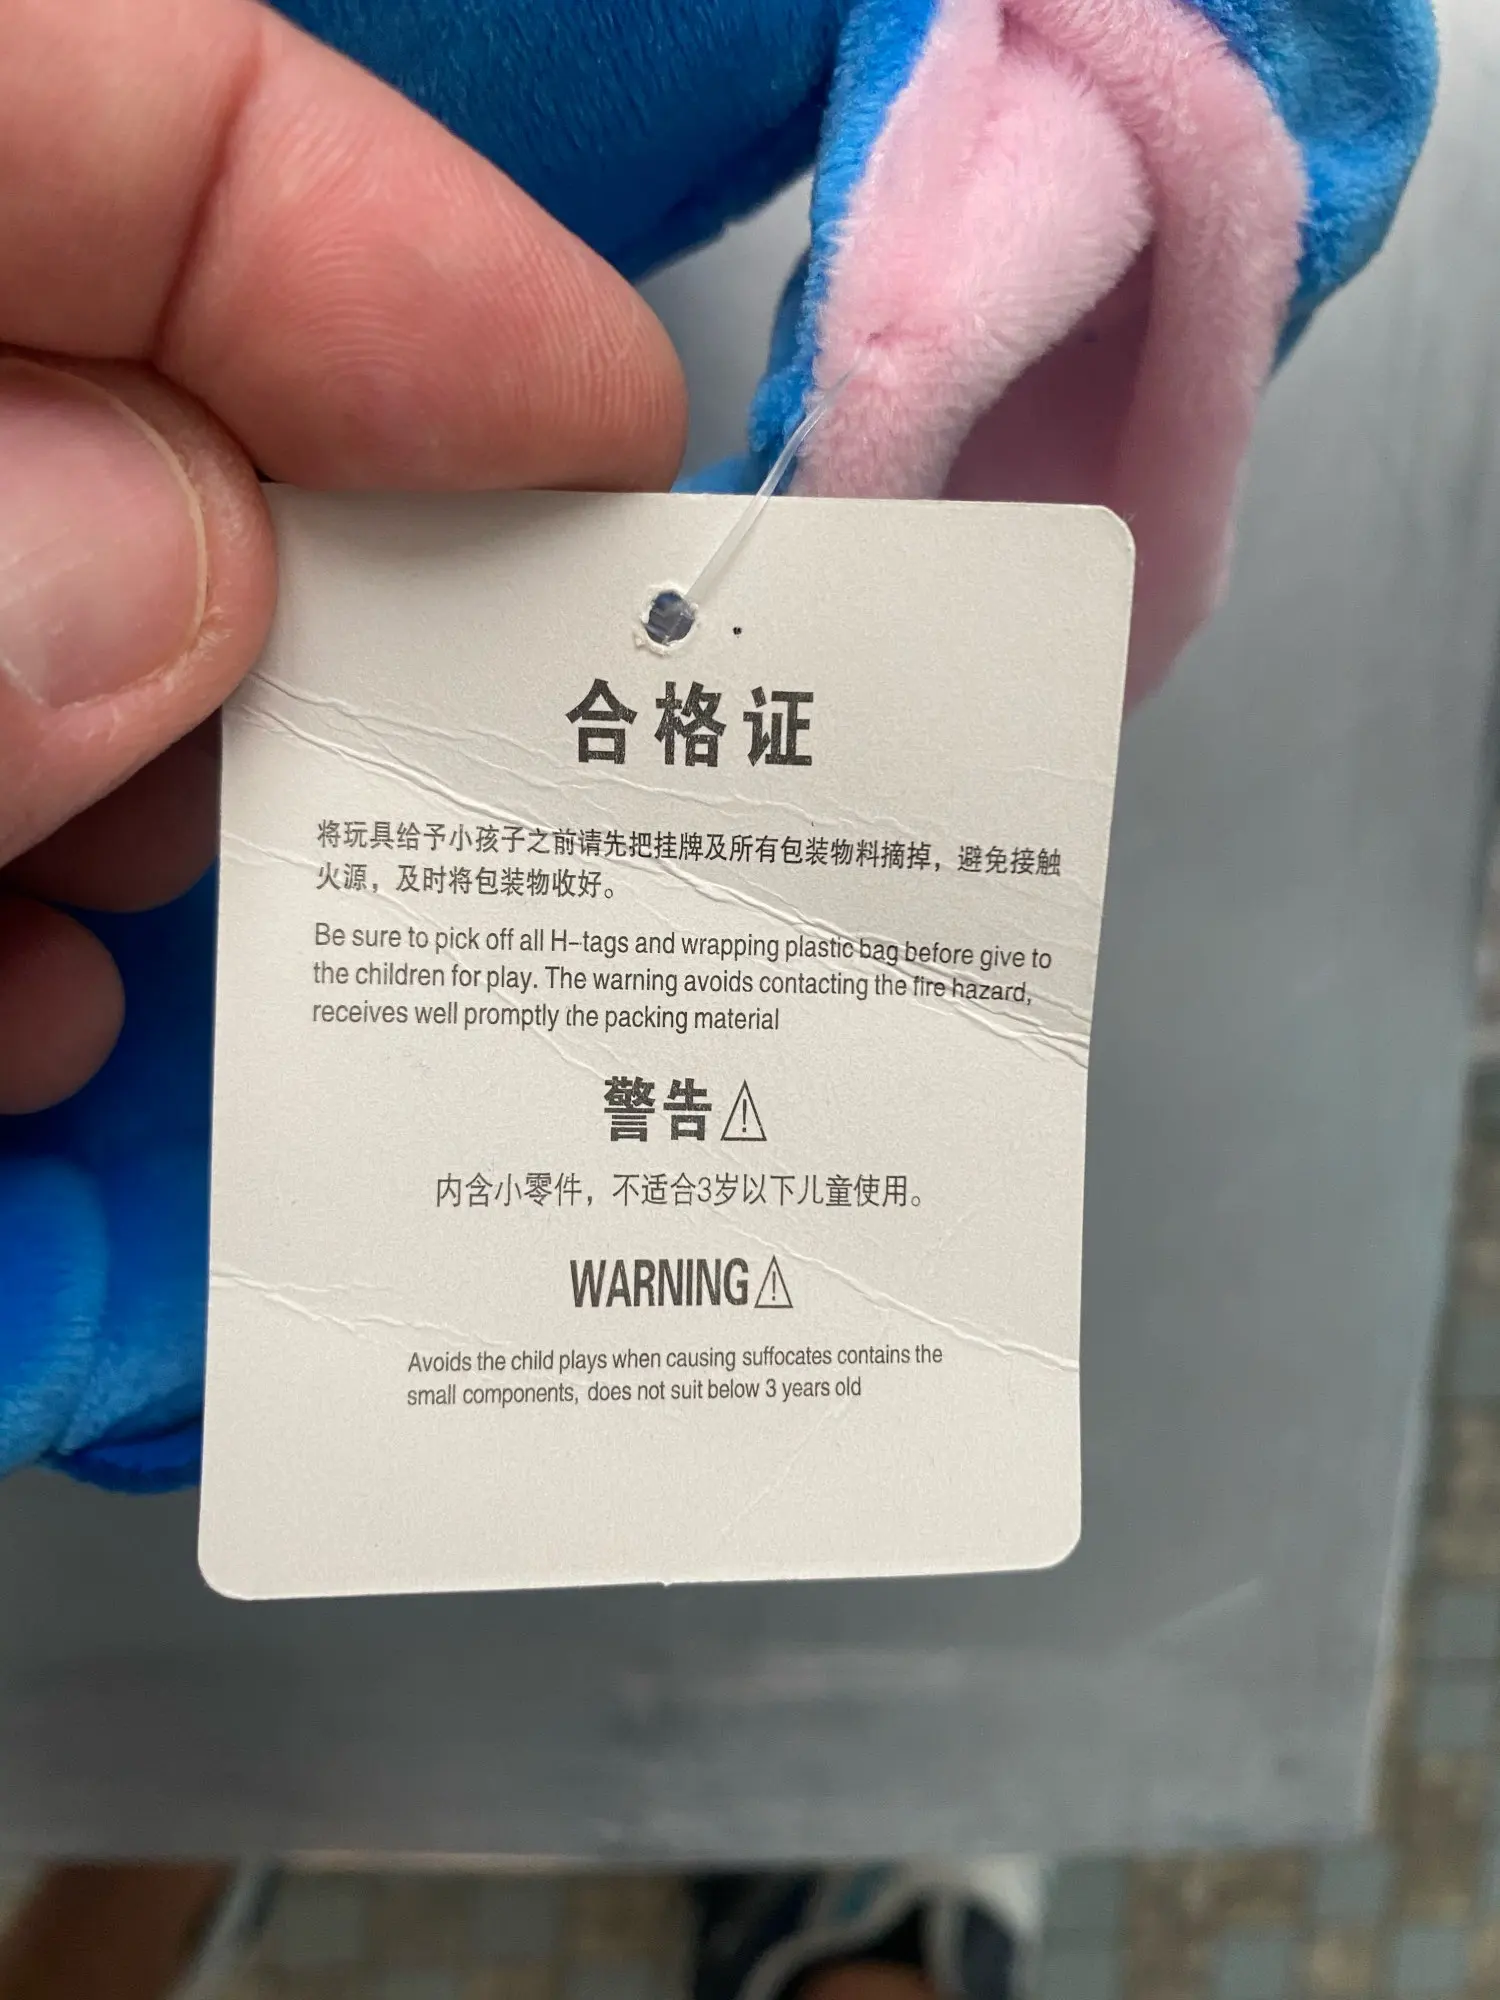 合格证
将玩具给予小孩子之前请先把挂牌及所有包装物料摘掉，避免接触
火源，及时将包装物收好。
Be sure to pick off all H-tags and wrapping plastic bag before give to
the children for play. The warning avoids contacting the fire hazard,
receives well promptly the packing material
警告⚠
内含小零件，不适合3岁以下儿童使用。
WARNING⚠
Avoids the child plays when causing suffocates contains the
small components, does not suit below 3 years old